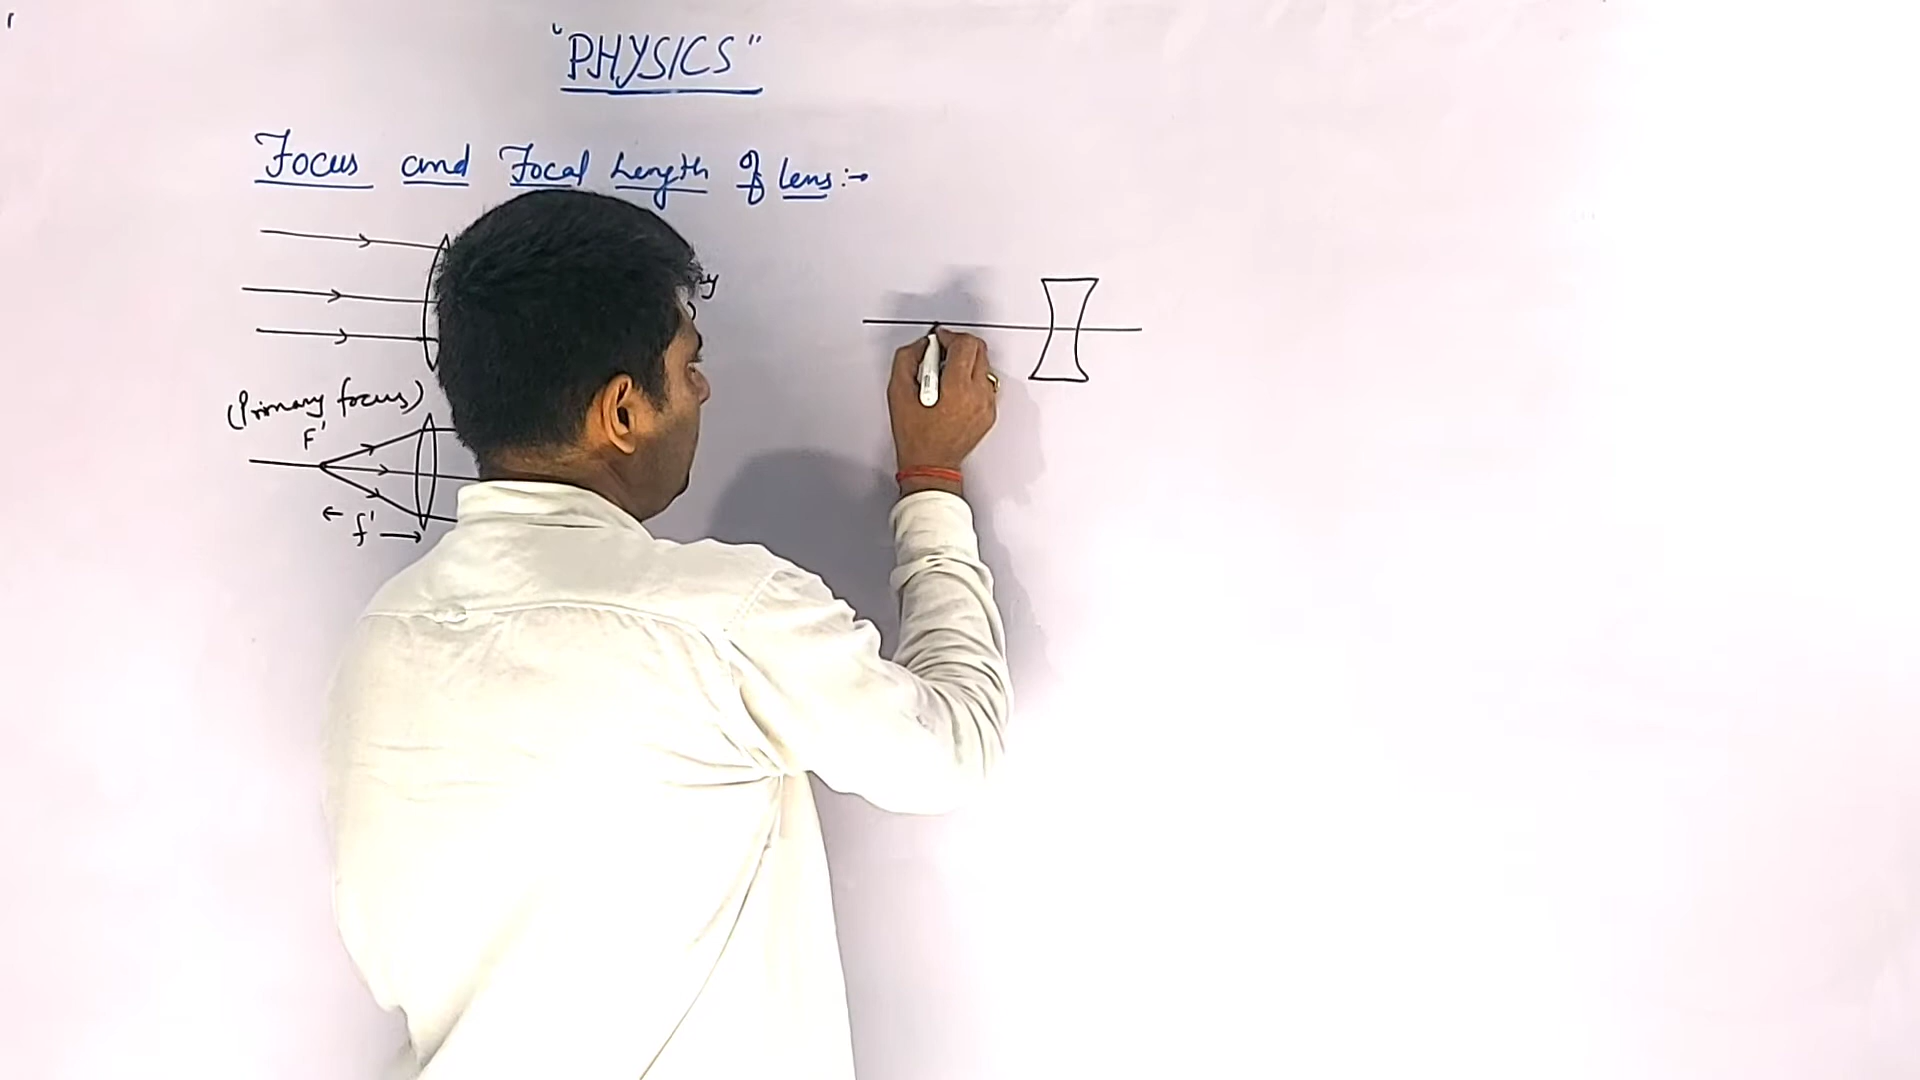 "PHYSICS"
Focus and Focal Length of lens:→
(Primary focus)
F'
← f' →